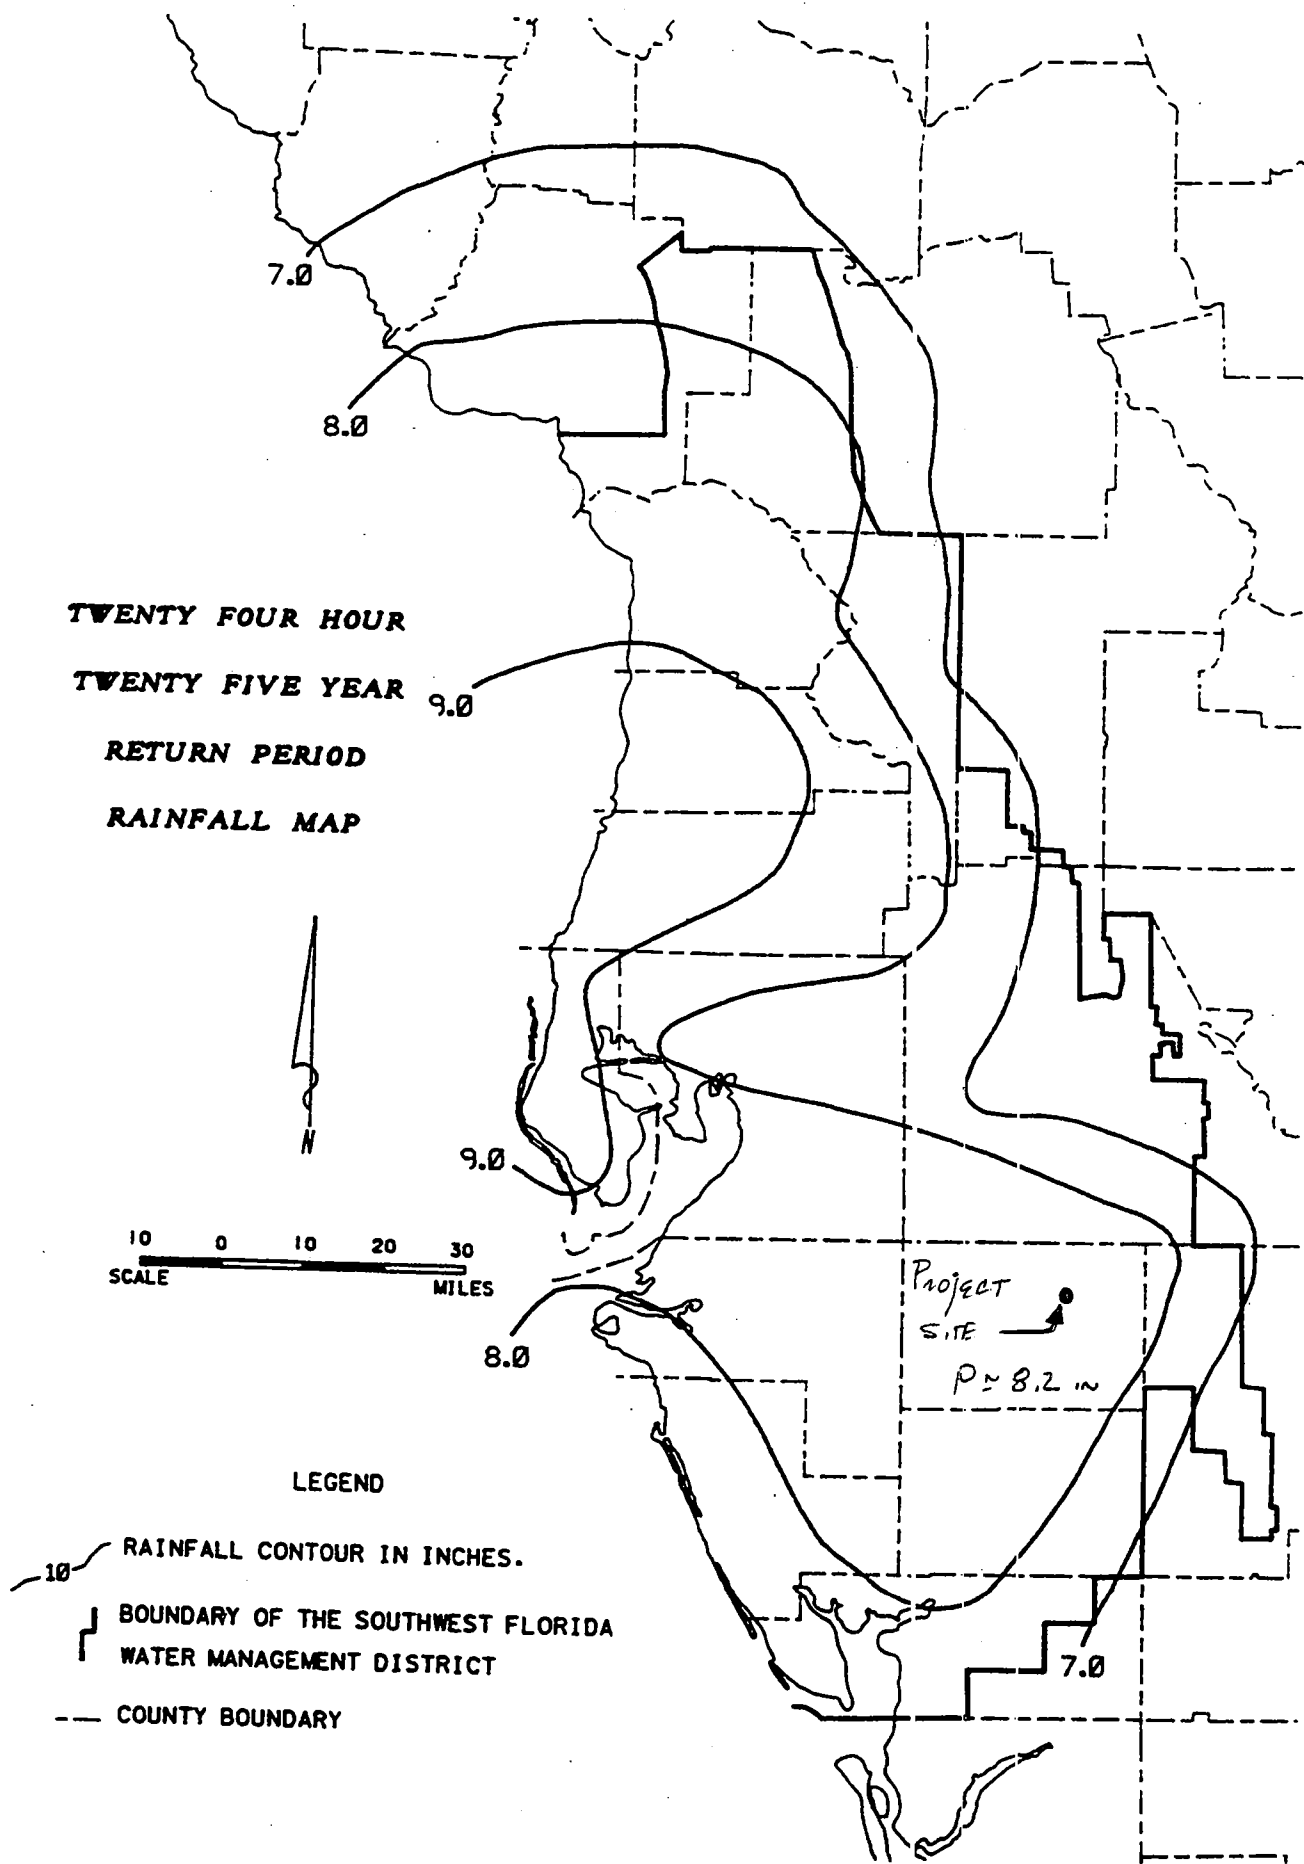 7.0
8.0
TWENTY FOUR HOUR
TWENTY FIVE YEAR
9.0
RETURN PERIOD
RAINFALL MAP
N
9.0
10 0 10 20 30
SCALE MILES
8.0
PROJECT
SITE
P ≃ 8.2 IN
LEGEND
10 RAINFALL CONTOUR IN INCHES.
BOUNDARY OF THE SOUTHWEST FLORIDA
WATER MANAGEMENT DISTRICT
7.0
COUNTY BOUNDARY